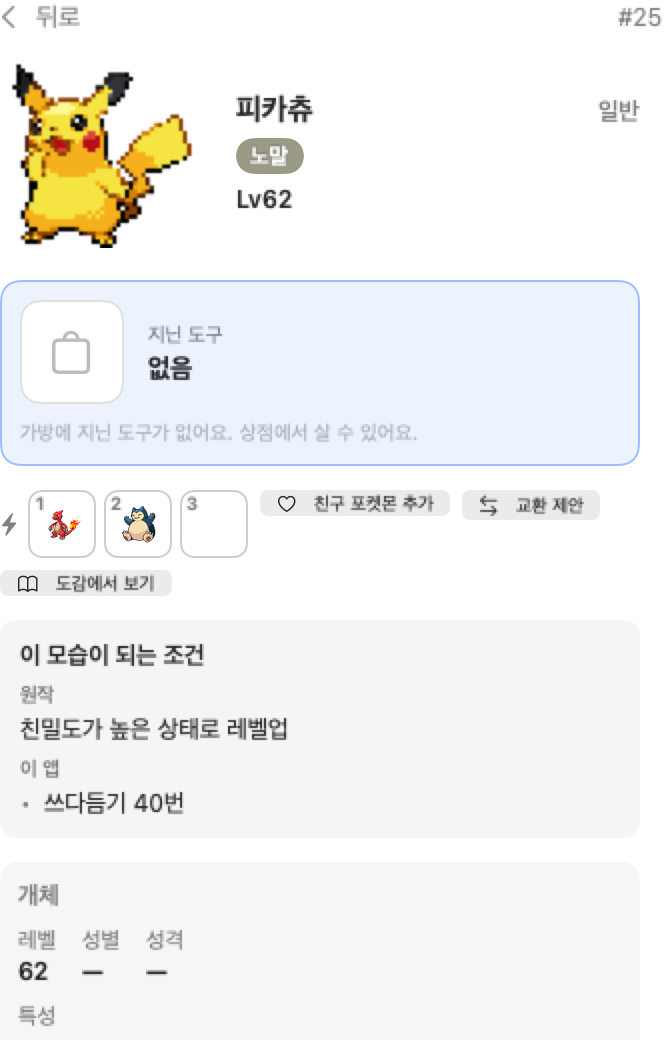 뒤로
#25
피카츄
일반
노말
Lv62
지닌 도구
없음
가방에 지닌 도구가 없어요. 상점에서 살 수 있어요.
1 2 3 친구 포켓몬 추가 교환 제안
도감에서 보기
이 모습이 되는 조건
원작
친밀도가 높은 상태로 레벨업
이 앱
• 쓰다듬기 40번
개체
레벨 성별 성격
62 — —
특성